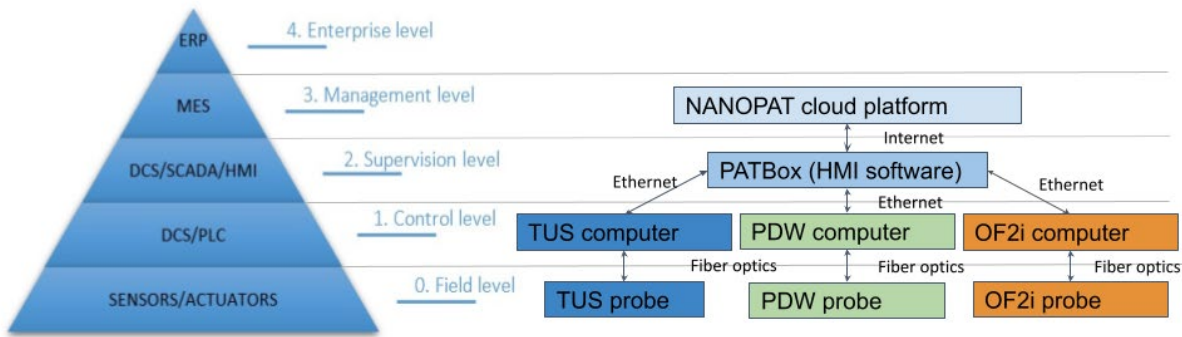 ERP
4. Enterprise level
MES
3. Management level
NANOPAT cloud platform
Internet
DCS/SCADA/HMI
2. Supervision level
PATBox (HMI software)
Ethernet
Ethernet
Ethernet
DCS/PLC
1. Control level
TUS computer
PDW computer
OF2i computer
Fiber optics
Fiber optics
Fiber optics
SENSORS/ACTUATORS
0. Field level
TUS probe
PDW probe
OF2i probe